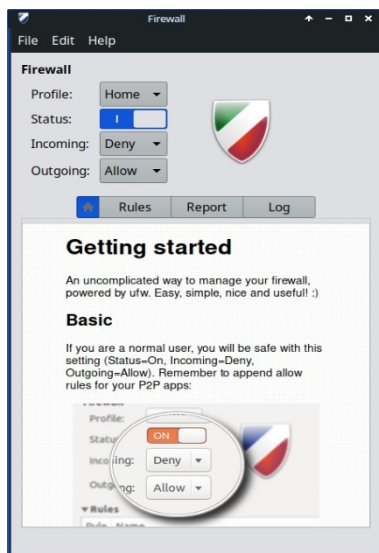 Firewall
File Edit Help
Firewall
Profile: Home
Status:
Incoming: Deny
Outgoing: Allow
Rules Report Log
Getting started
An uncomplicated way to manage your firewall,
powered by ufw. Easy, simple, nice and useful! :)
Basic
If you are a normal user, you will be safe with this
setting (Status=On, Incoming=Deny,
Outgoing=Allow). Remember to append allow
rules for your P2P apps:
Profile:
ON
Deny
Allow
Rules
Rule Name